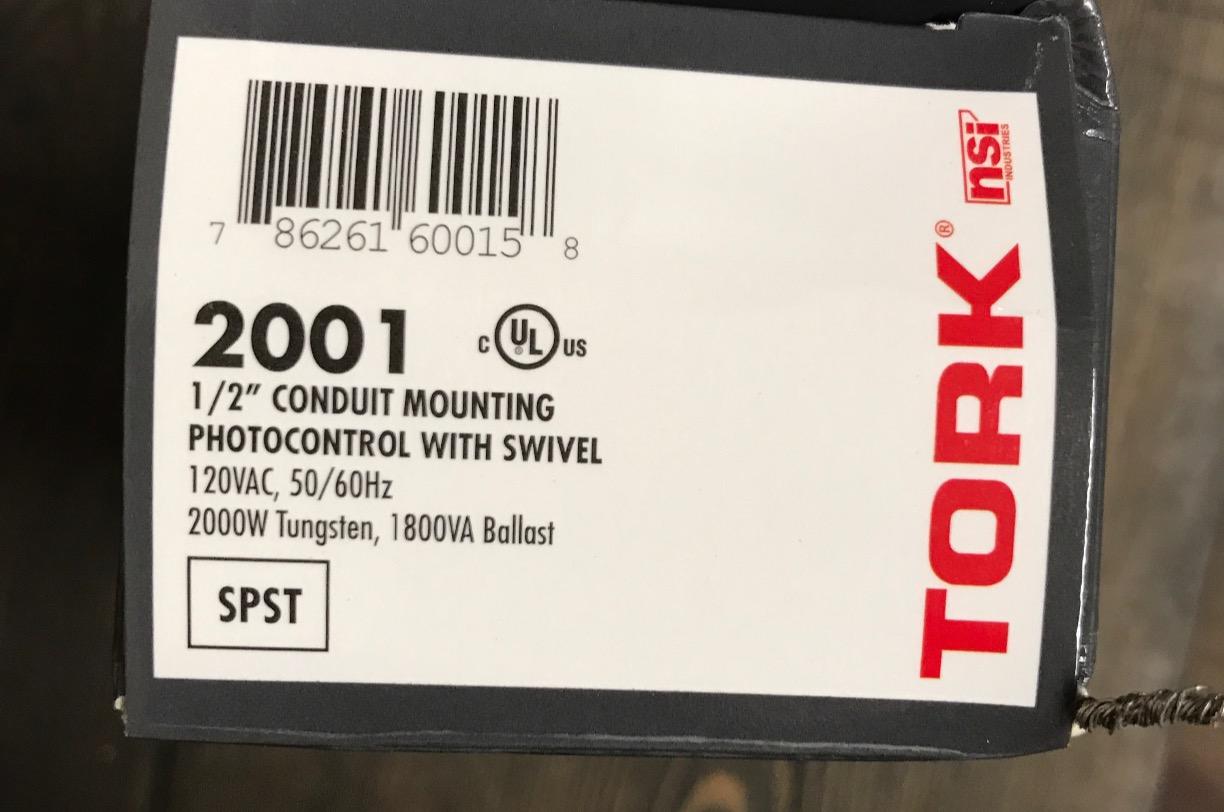 7 86261 60015 8
2001
c UL ® US
1/2" CONDUIT MOUNTING
PHOTOCONTROL WITH SWIVEL
120VAC, 50/60Hz
2000W Tungsten, 1800VA Ballast
SPST
TORK®
nsi
INDUSTRIES